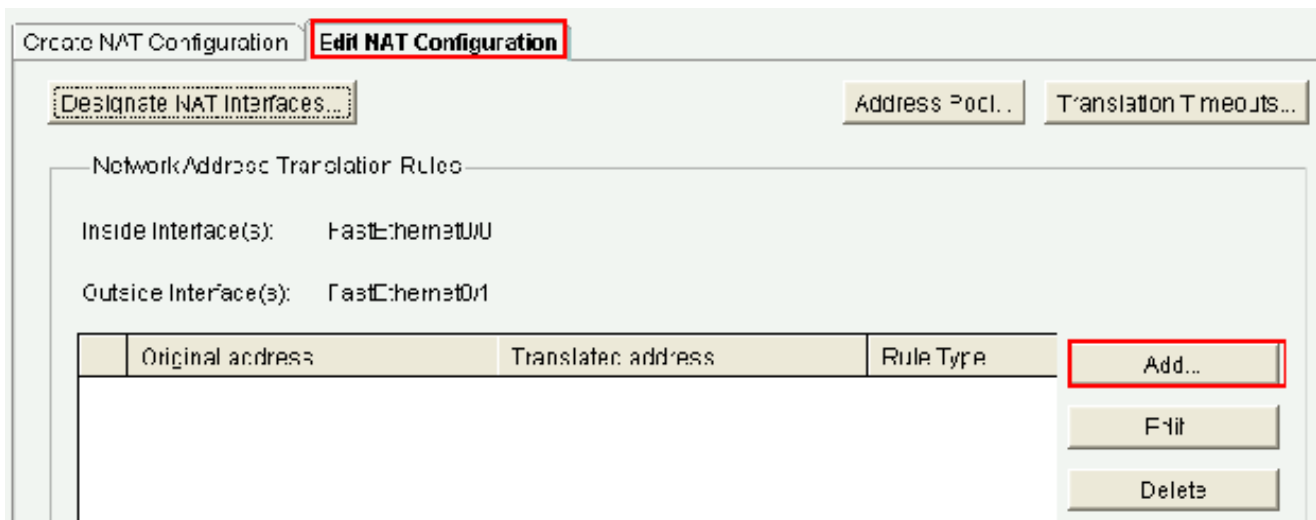 Create NAT Configuration Edit NAT Configuration
Designate NAT Interfaces... Address Pool... Translation Timeouts...
Network Address Translation Rules
Inside Interface(s): FastEthernet0/0
Outside Interface(s): FastEthernet0/1
Original address Translated address Rule Type Add...
Edit
Delete